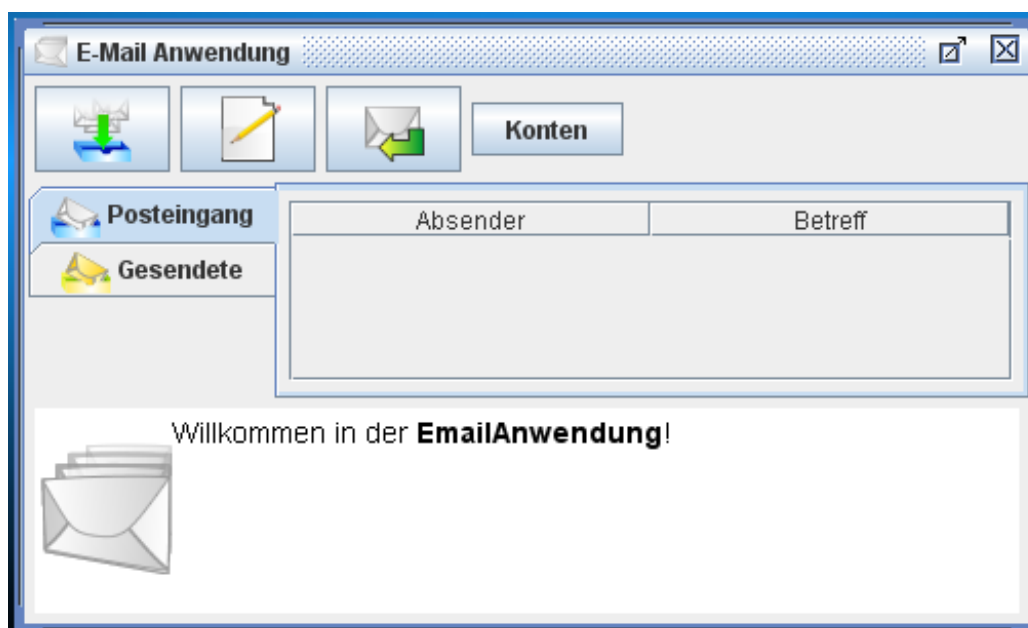 E-Mail Anwendung
Konten
Posteingang
Absender Betreff
Gesendete
Willkommen in der EmailAnwendung!